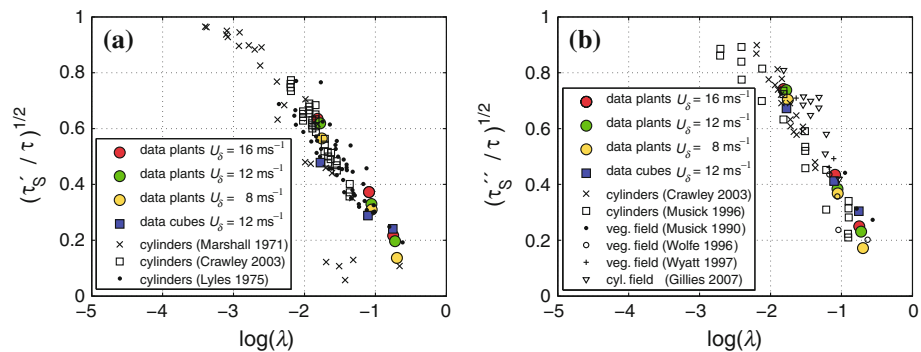 (a)
(τS´ / τ)^1/2
1
0.8
0.6
0.4
0.2
0
data plants Uδ = 16 ms−1
data plants Uδ = 12 ms−1
data plants Uδ = 8 ms−1
data cubes Uδ = 12 ms−1
cylinders (Marshall 1971)
cylinders (Crawley 2003)
cylinders (Lyles 1975)
−5 −4 −3 −2 −1 0
log(λ)
(b)
(τS´´ / τ)^1/2
1
0.8
0.6
0.4
0.2
0
data plants Uδ = 16 ms−1
data plants Uδ = 12 ms−1
data plants Uδ = 8 ms−1
data cubes Uδ = 12 ms−1
cylinders (Crawley 2003)
cylinders (Musick 1996)
veg. field (Musick 1990)
veg. field (Wolfe 1996)
veg. field (Wyatt 1997)
cyl. field (Gillies 2007)
−5 −4 −3 −2 −1 0
log(λ)